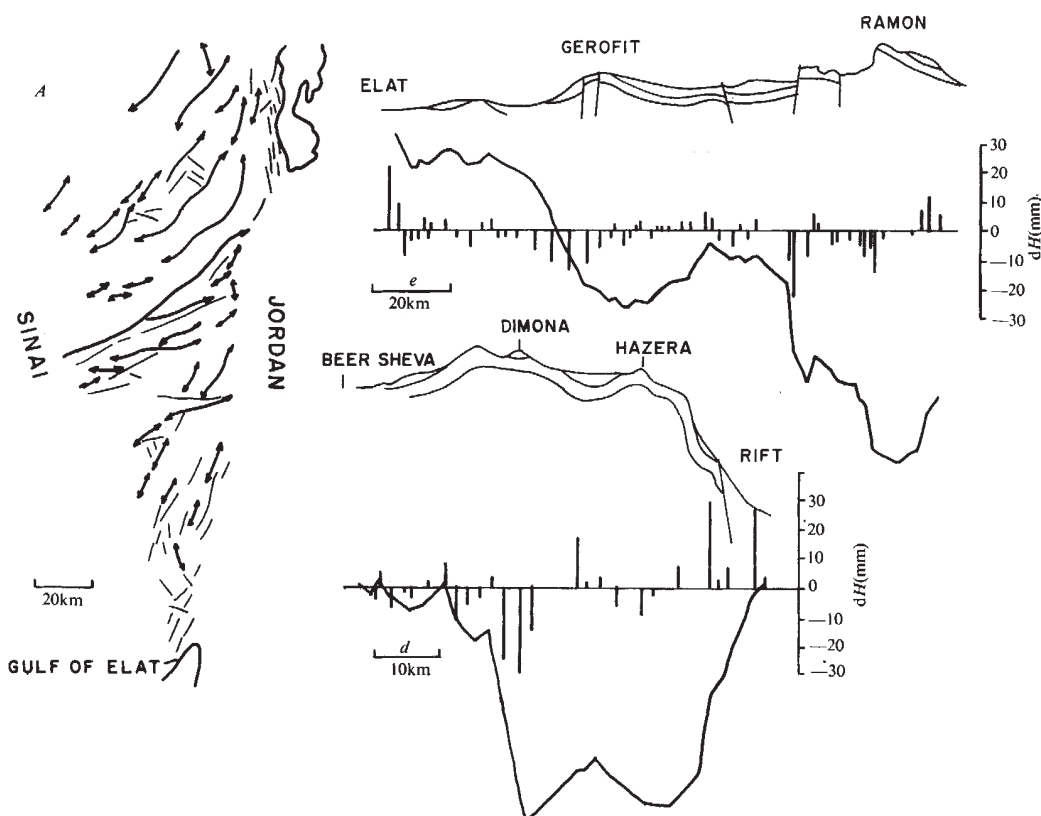 A
SINAI
JORDAN
20km
GULF OF ELAT
ELAT
GEROFIT
RAMON
30
20
10
0
—10
—20
—30
dH(mm)
e
20km
BEER SHEVA
DIMONA
HAZERA
RIFT
30
20
10
0
—10
—20
—30
dH(mm)
d
10km